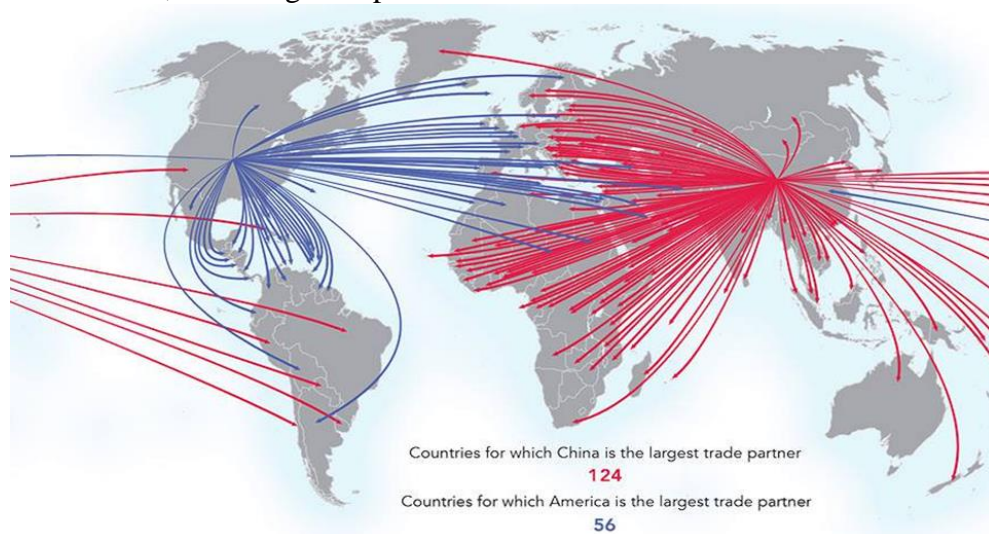 Countries for which China is the largest trade partner
124
Countries for which America is the largest trade partner
56